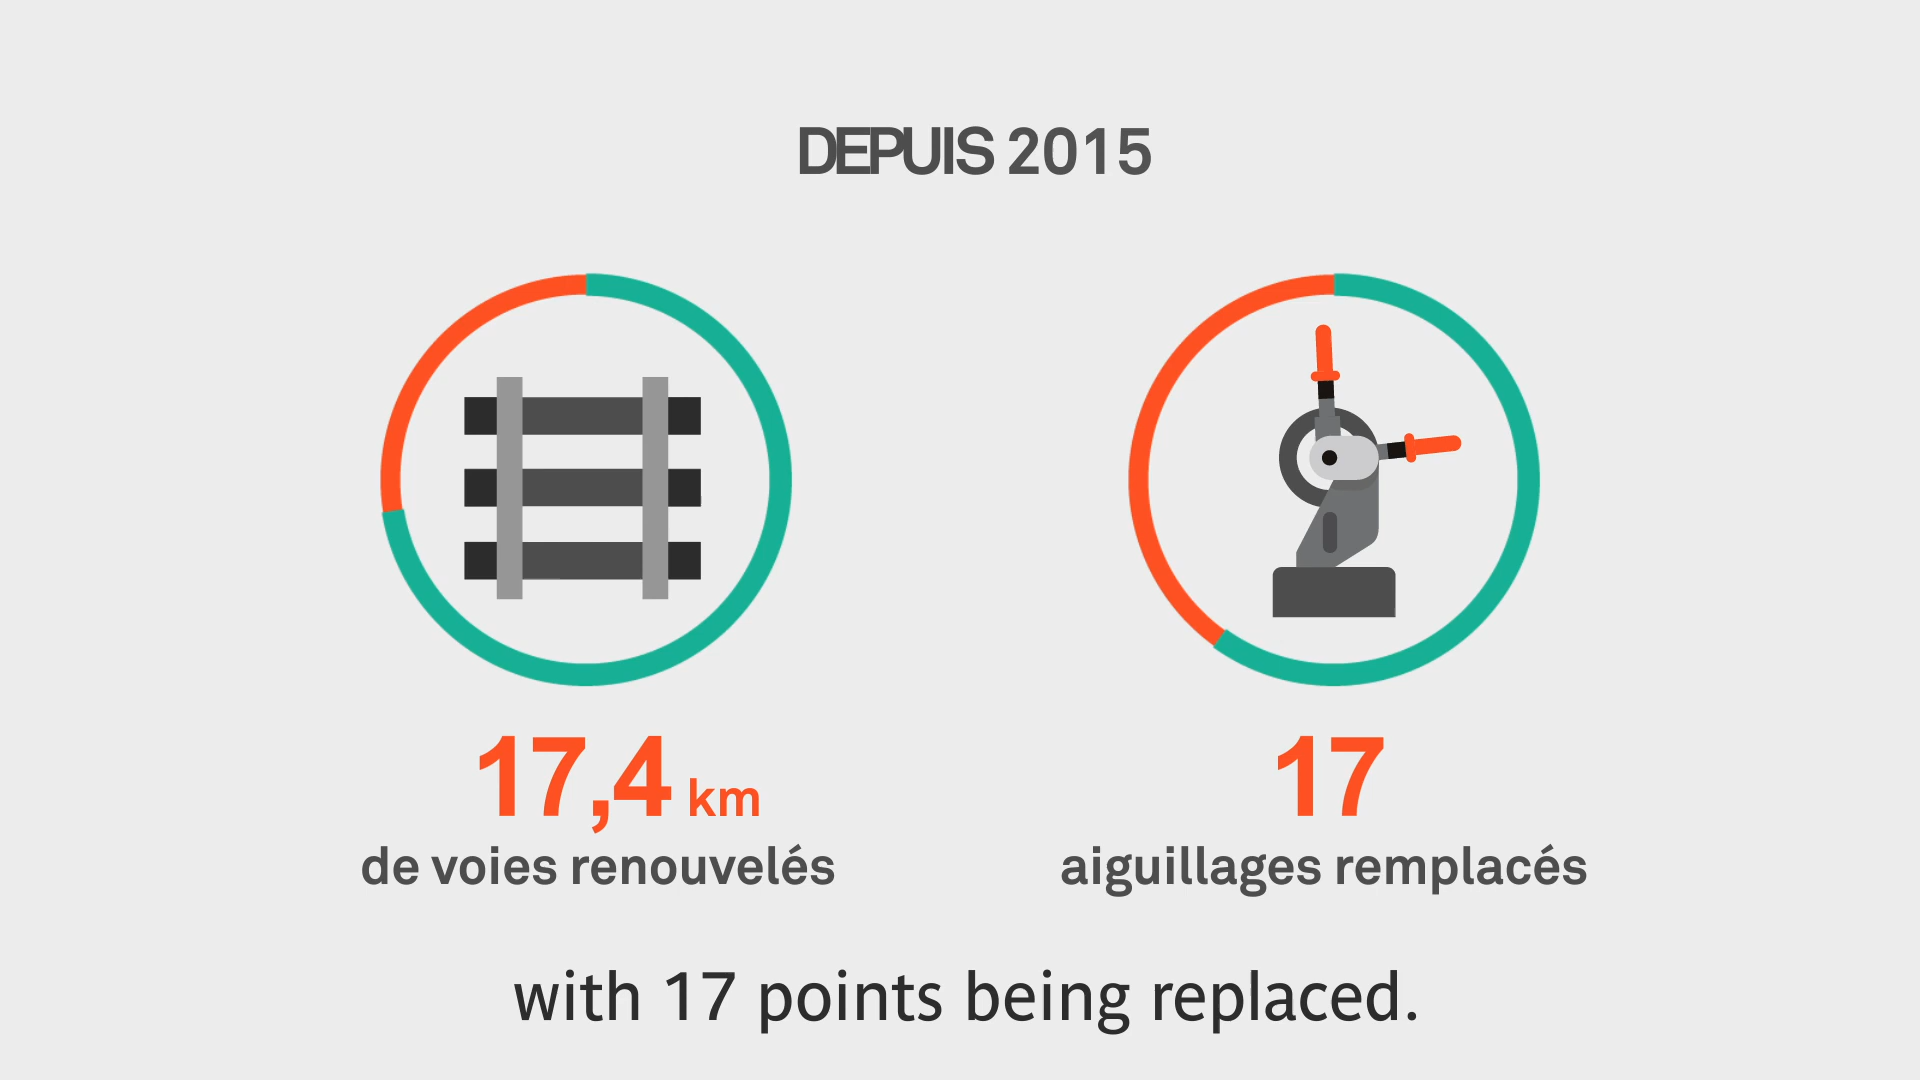 DEPUIS 2015
17,4 km
de voies renouvelés
17
aiguillages remplacés
with 17 points being replaced.